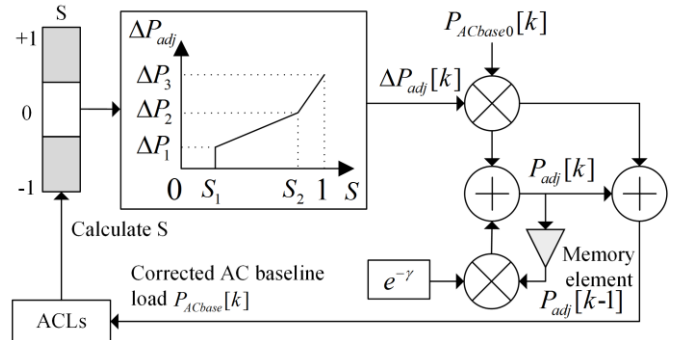 S
+1
0
-1
ΔP_adj
ΔP_3
ΔP_2
ΔP_1
0 S_1 S_2 1 S
P_ACbase0[k]
ΔP_adj[k]
P_adj[k]
Calculate S
Memory
element
e^{-γ}
P_adj[k-1]
Corrected AC baseline
load P_ACbase[k]
ACLs